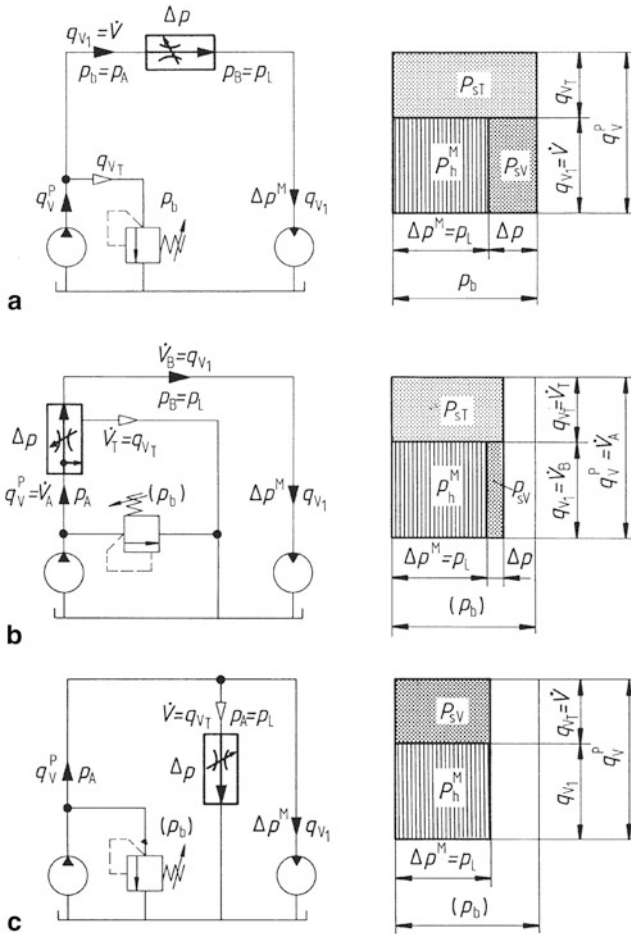 Δp
q_V1 = V̇
p_b = p_A
p_B = p_L
q_VT
q_V^P
p_b
Δp^M
q_V1
P_sT
P_h^M
P_sV
q_VT
q_V1 = V̇
q_V^P
Δp^M = p_L
Δp
p_b
a
V̇_B = q_V1
p_B = p_L
Δp
V̇_T = q_VT
q_V^P = V̇_A
p_A
(p_b)
Δp^M
q_V1
P_sT
P_h^M
P_sV
q_VT = V̇_T
q_V1 = V̇_B
q_V^P = V̇_A
Δp^M = p_L
Δp
(p_b)
b
V̇ = q_VT
p_A = p_L
q_V^P
p_A
Δp
(p_b)
Δp^M
q_V1
P_sV
P_h^M
q_VT = V̇
q_V1
q_V^P
Δp^M = p_L
(p_b)
c